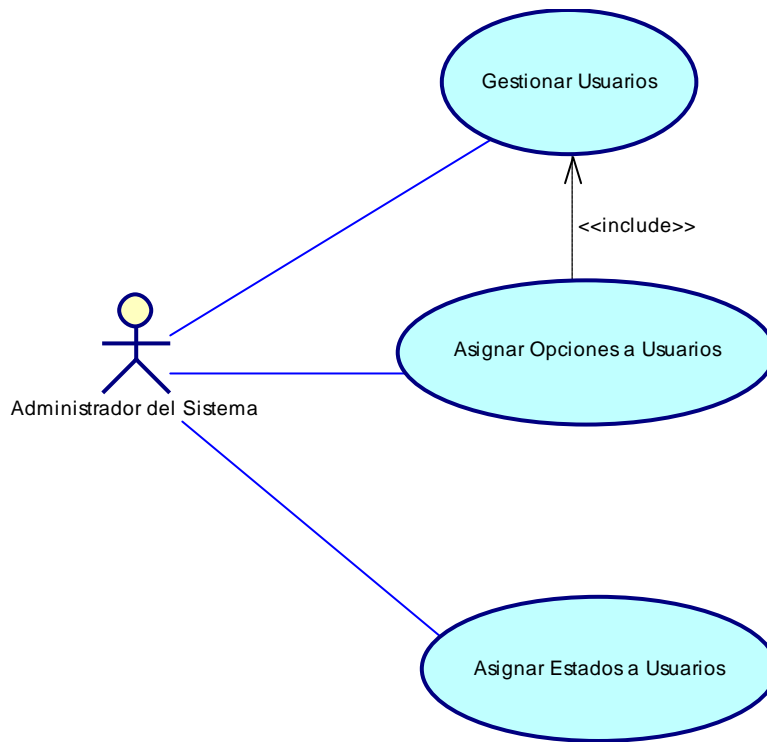 Gestionar Usuarios
<<include>>
Asignar Opciones a Usuarios
Administrador del Sistema
Asignar Estados a Usuarios